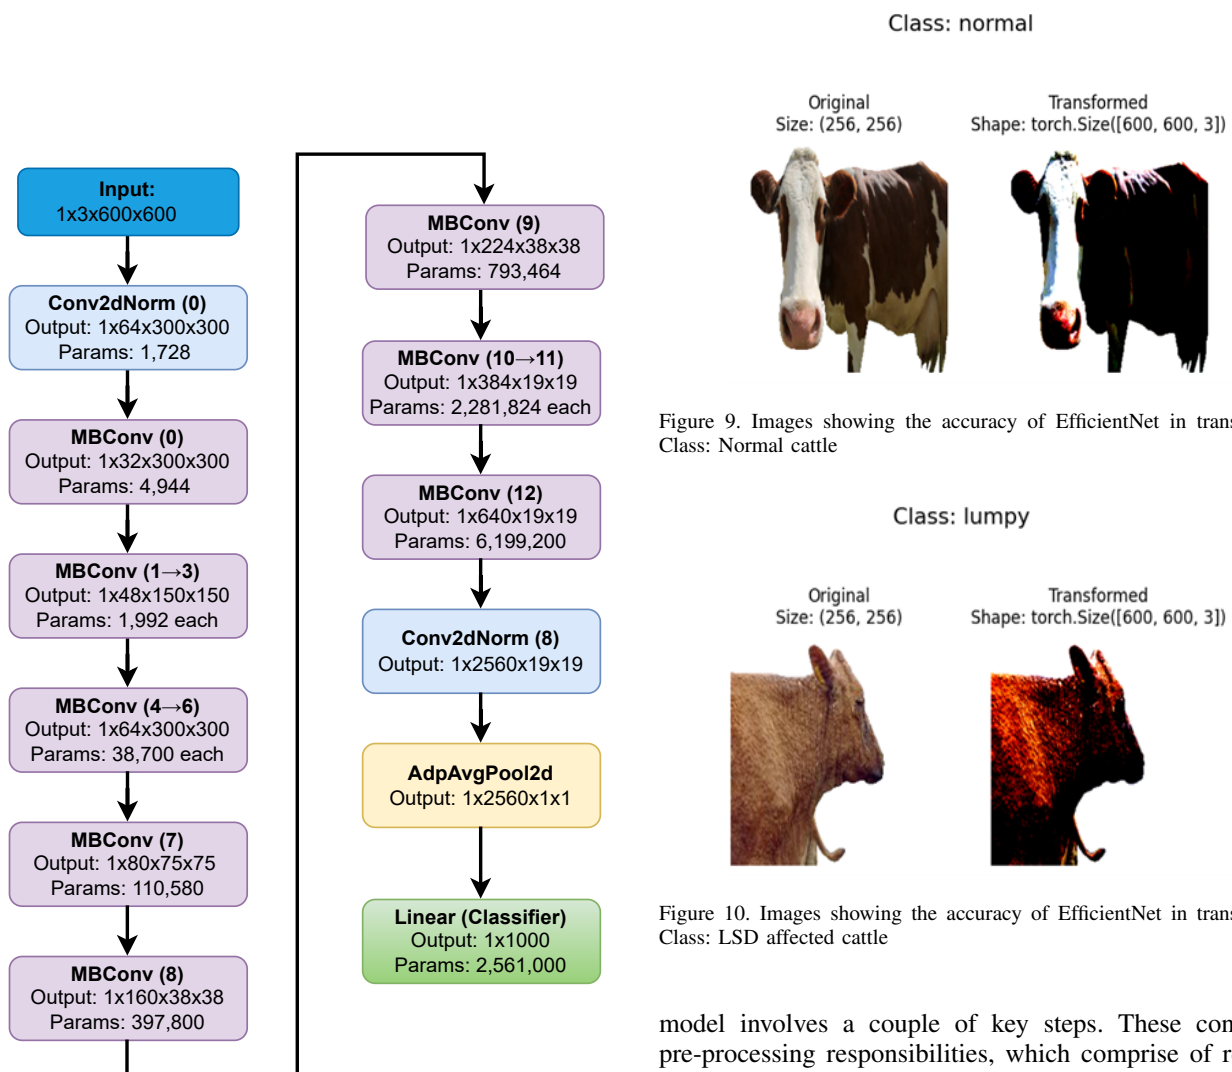 Input:
1x3x600x600
Conv2dNorm (0)
Output: 1x64x300x300
Params: 1,728
MBConv (0)
Output: 1x32x300x300
Params: 4,944
MBConv (1→3)
Output: 1x48x150x150
Params: 1,992 each
MBConv (4→6)
Output: 1x64x300x300
Params: 38,700 each
MBConv (7)
Output: 1x80x75x75
Params: 110,580
MBConv (8)
Output: 1x160x38x38
Params: 397,800
MBConv (9)
Output: 1x224x38x38
Params: 793,464
MBConv (10→11)
Output: 1x384x19x19
Params: 2,281,824 each
MBConv (12)
Output: 1x640x19x19
Params: 6,199,200
Conv2dNorm (8)
Output: 1x2560x19x19
AdpAvgPool2d
Output: 1x2560x1x1
Linear (Classifier)
Output: 1x1000
Params: 2,561,000
Class: normal
Original
Size: (256, 256)
Transformed
Shape: torch.Size([600, 600, 3])
Figure 9. Images showing the accuracy of EfficientNet in trans
Class: Normal cattle
Class: lumpy
Original
Size: (256, 256)
Transformed
Shape: torch.Size([600, 600, 3])
Figure 10. Images showing the accuracy of EfficientNet in trans
Class: LSD affected cattle
model involves a couple of key steps. These con
pre-processing responsibilities, which comprise of r